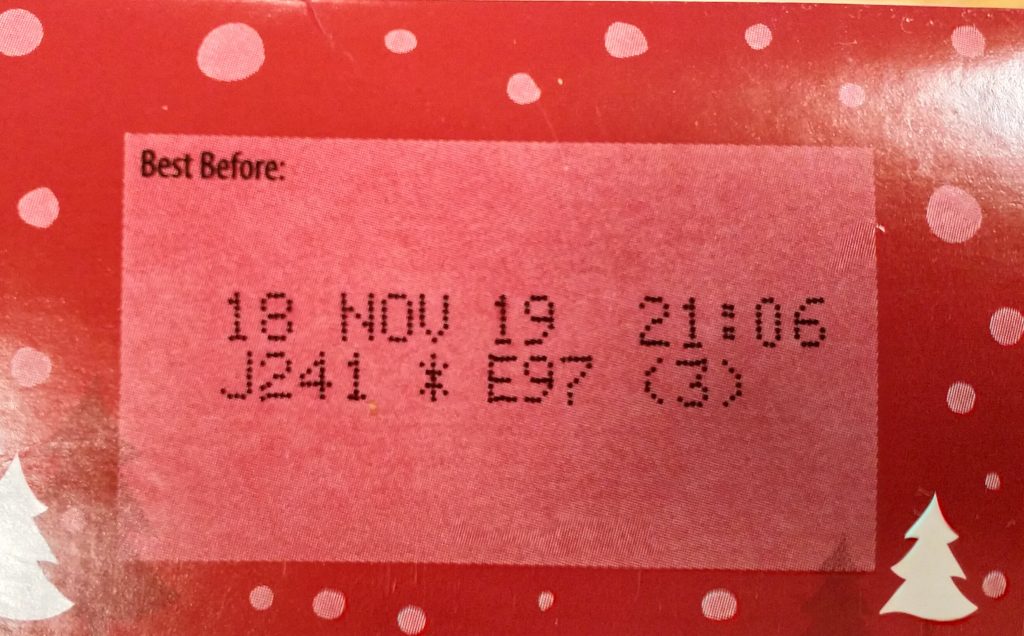 Best Before:
18 NOV 19 21:06
J241 * E97 (3)